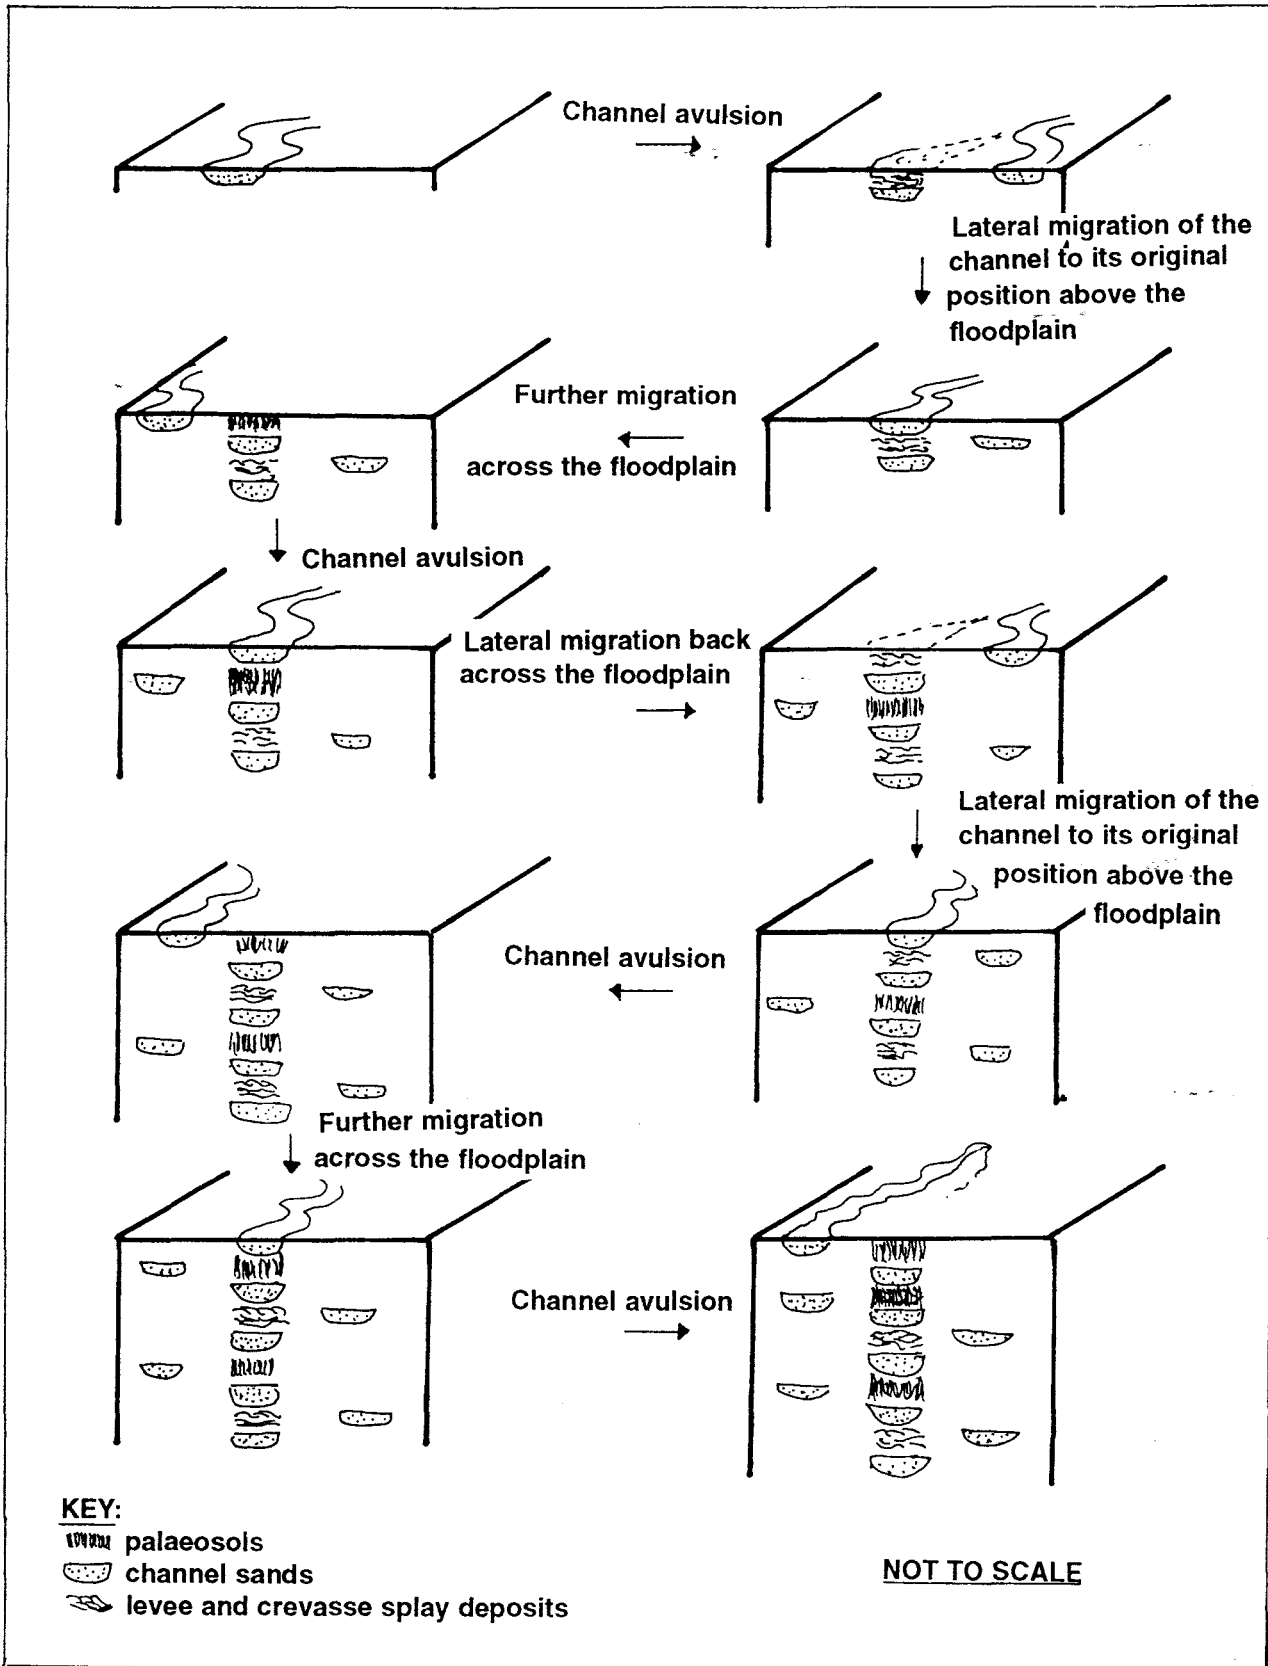 Channel avulsion
Lateral migration of the
channel to its original
position above the
floodplain
Further migration
across the floodplain
Channel avulsion
Lateral migration back
across the floodplain
Lateral migration of the
channel to its original
position above the
floodplain
Channel avulsion
Further migration
across the floodplain
Channel avulsion
KEY:
palaeosols
channel sands
levee and crevasse splay deposits
NOT TO SCALE